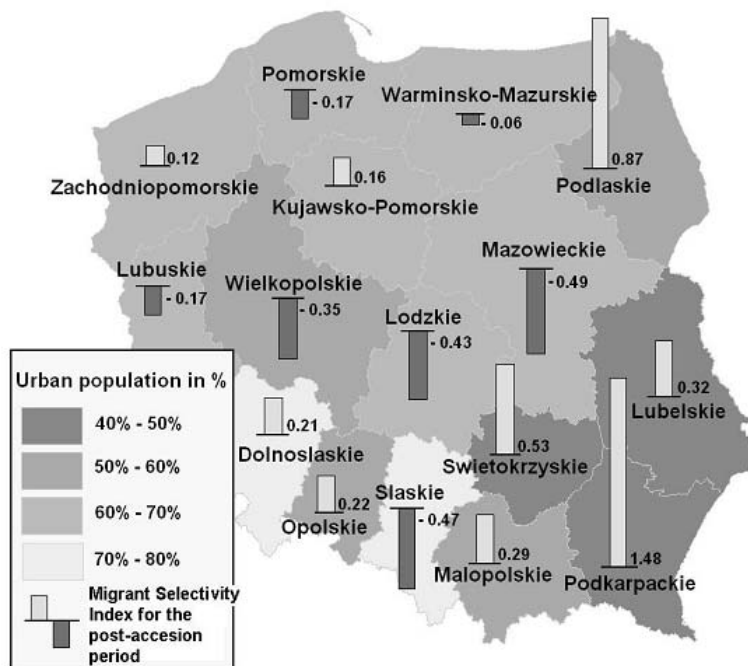 Pomorskie
- 0.17
Warminsko-Mazurskie
- 0.06
0.12
Zachodniopomorskie
0.16
Kujawsko-Pomorskie
0.87
Podlaskie
Lubuskie
- 0.17
Wielkopolskie
- 0.35
Mazowieckie
- 0.49
Lodzkie
- 0.43
0.32
Lubelskie
0.21
Dolnoslaskie
0.53
Swietokrzyskie
0.22
Opolskie
Slaskie
- 0.47
0.29
Malopolskie
1.48
Podkarpackie
Urban population in %
40% - 50%
50% - 60%
60% - 70%
70% - 80%
Migrant Selectivity
Index for the
post-accesion
period